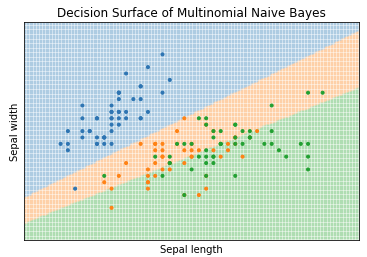 Decision Surface of Multinomial Naive Bayes
Sepal width
Sepal length